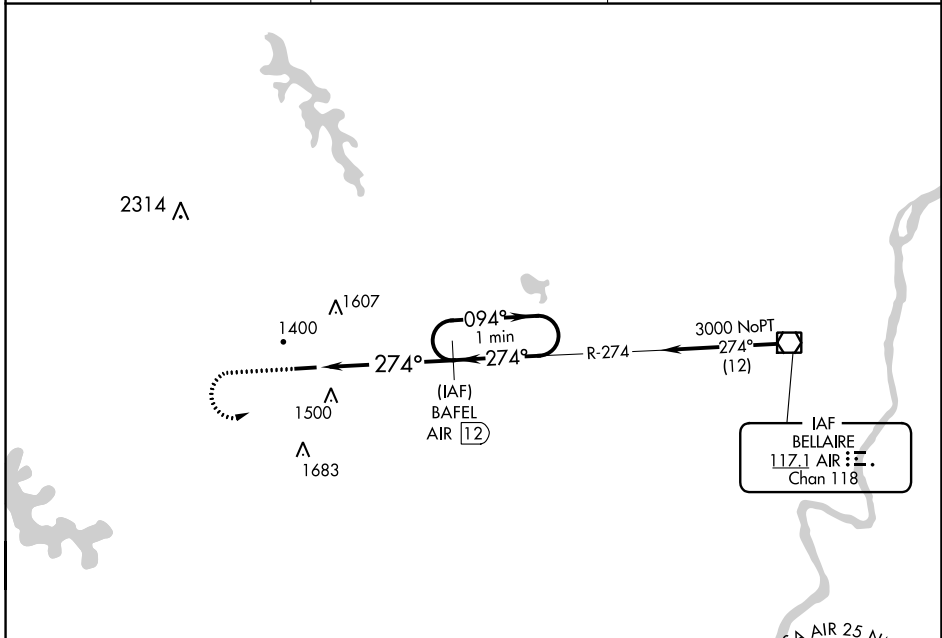 2314
1607
1400
094°
1 min
274°
274°
R-274
3000 NoPT
274°
(12)
1500
1683
(IAF)
BAFEL
AIR 12
IAF
BELLAIRE
117.1 AIR
Chan 118
AIR 25